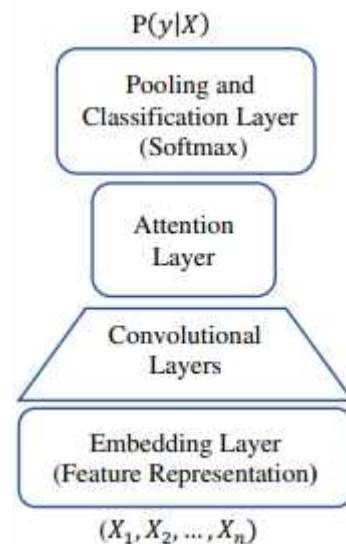 P(y|X)
Pooling and
Classification Layer
(Softmax)
Attention
Layer
Convolutional
Layers
Embedding Layer
(Feature Representation)
(X₁, X₂, ..., Xₙ)